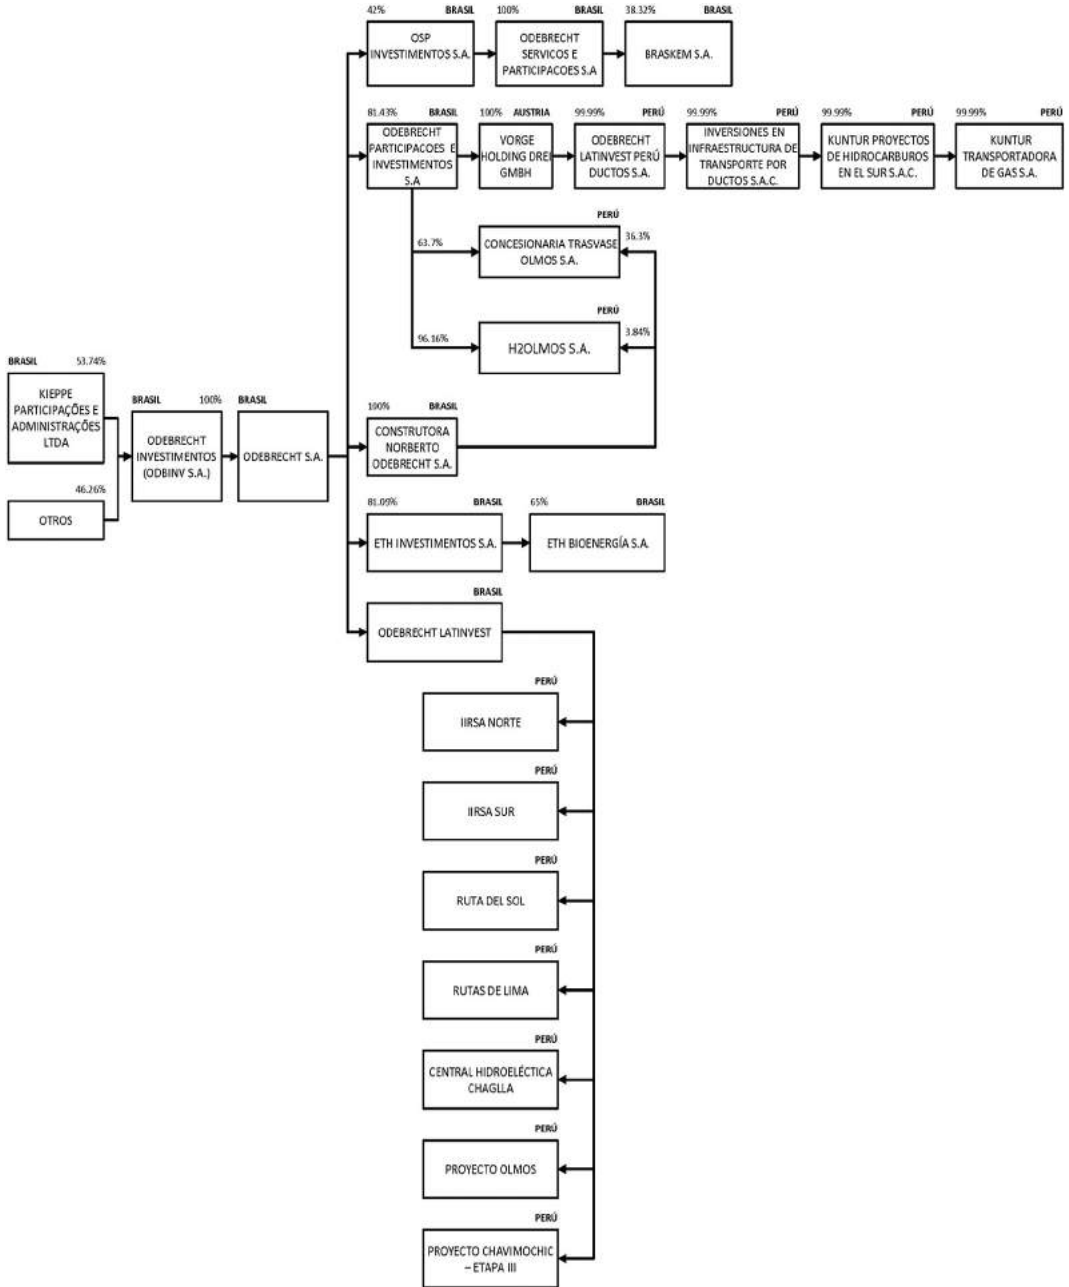 42% BRASIL
OSP
INVESTIMENTOS S.A.
100% BRASIL
ODEBRECHT
SERVICOS E
PARTICIPACOES S.A
38.32% BRASIL
BRASKEM S.A.
81.43% BRASIL
ODEBRECHT
PARTICIPACOES E
INVESTIMENTOS
S.A
100% AUSTRIA
VORGE
HOLDING DREI
GMBH
99.99% PERÚ
ODEBRECHT
LATINVEST PERÚ
DUCTOS S.A.
99.99% PERÚ
INVERSIONES EN
INFRAESTRUCTURA DE
TRANSPORTE POR
DUCTOS S.A.C.
99.99% PERÚ
KUNTUR PROYECTOS
DE HIDROCARBUROS
EN EL SUR S.A.C.
99.99% PERÚ
KUNTUR
TRANSPORTADORA
DE GAS S.A.
PERÚ
63.7%
CONCESIONARIA TRASVASE
OLMOS S.A.
36.3%
PERÚ
96.16%
H2OLMOS S.A.
3.84%
BRASIL 53.74%
KIEPPE
PARTICIPAÇÕES E
ADMINISTRAÇÕES
LTDA
46.26%
OTROS
BRASIL 100%
ODEBRECHT
INVESTIMENTOS
(ODBINV S.A.)
BRASIL
ODEBRECHT S.A.
100% BRASIL
CONSTRUTORA
NORBERTO
ODEBRECHT S.A.
81.09% BRASIL
ETH INVESTIMENTOS S.A.
65% BRASIL
ETH BIOENERGÍA S.A.
BRASIL
ODEBRECHT LATINVEST
PERÚ
IIRSA NORTE
PERÚ
IIRSA SUR
PERÚ
RUTA DEL SOL
PERÚ
RUTAS DE LIMA
PERÚ
CENTRAL HIDROELÉCTICA
CHAGLLA
PERÚ
PROYECTO OLMOS
PERÚ
PROYECTO CHAVIMOCHIC
– ETAPA III